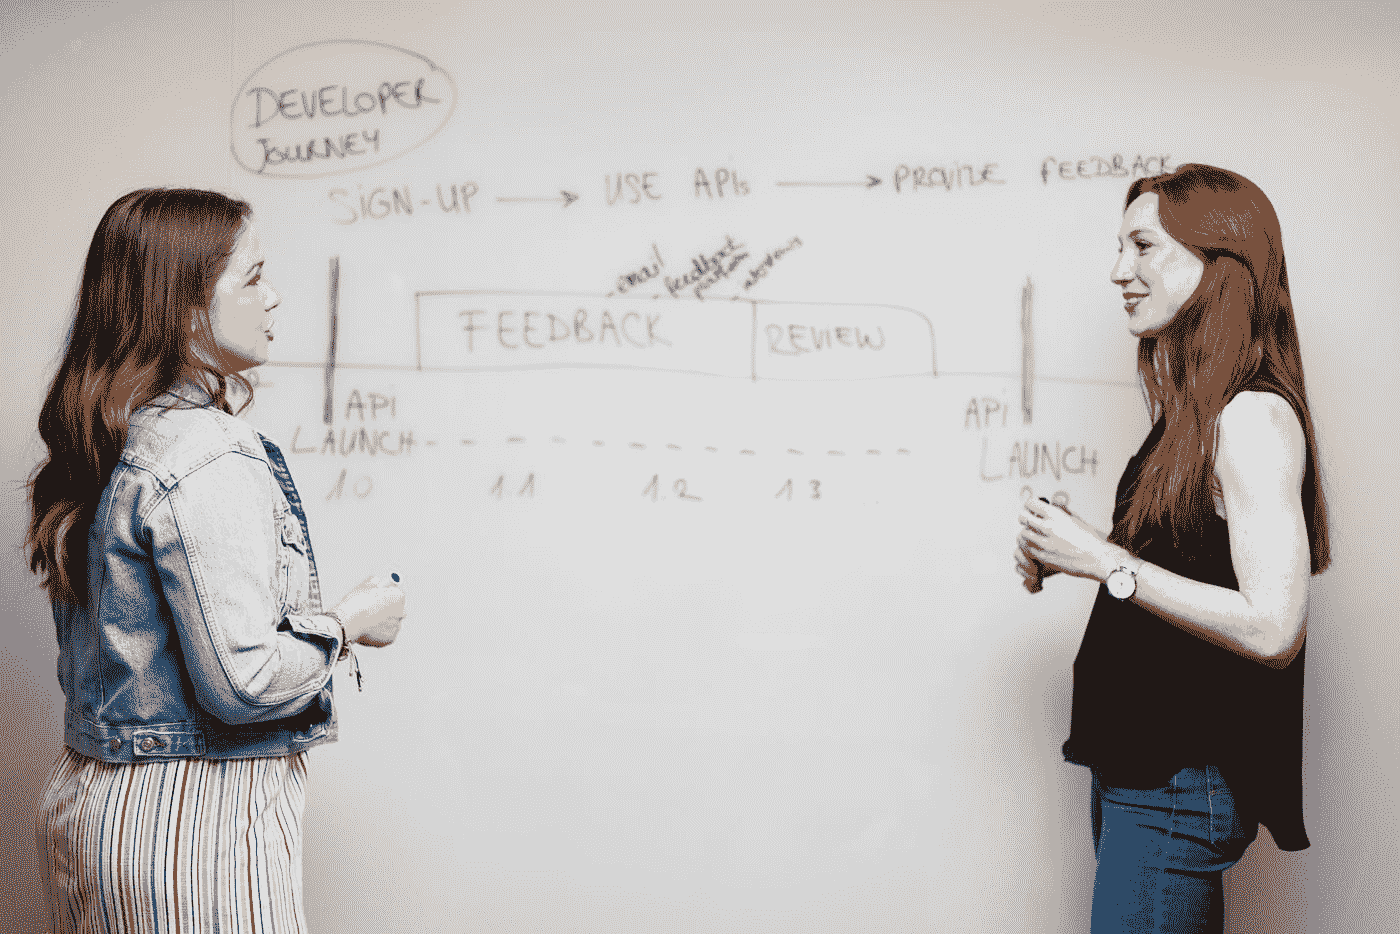 DEVELOPER
JOURNEY
SIGN-UP → USE APIs → PROVIDE FEEDBACK
email
feedback
FEEDBACK
REVIEW
API
LAUNCH
1.0
1.1
1.2
1.3
API
LAUNCH